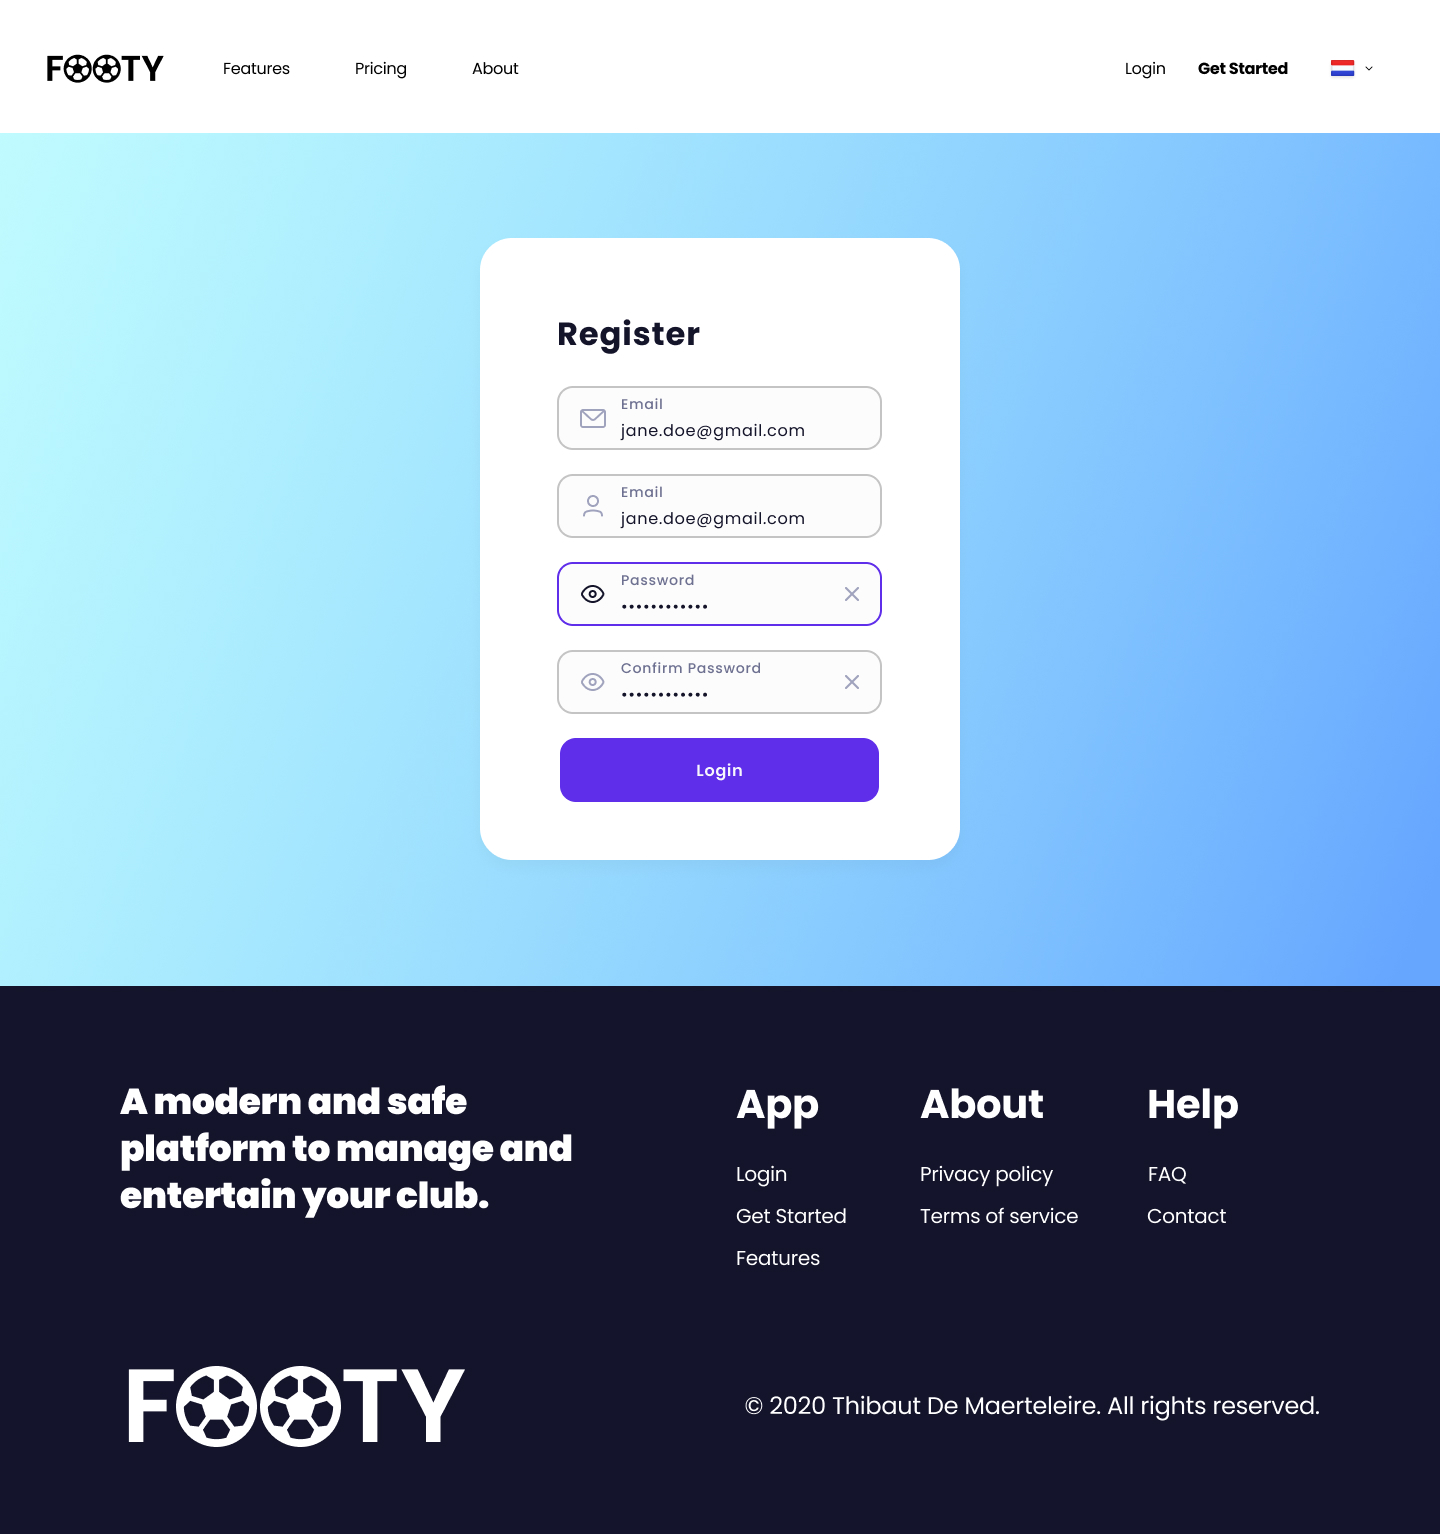 FOOTY
Features
Pricing
About
Login
Get Started
Register
Email
jane.doe@gmail.com
Email
jane.doe@gmail.com
Password
••••••••••••
Confirm Password
••••••••••••
Login
A modern and safe
platform to manage and
entertain your club.
App
Login
Get Started
Features
About
Privacy policy
Terms of service
Help
FAQ
Contact
FOOTY
© 2020 Thibaut De Maerteleire. All rights reserved.